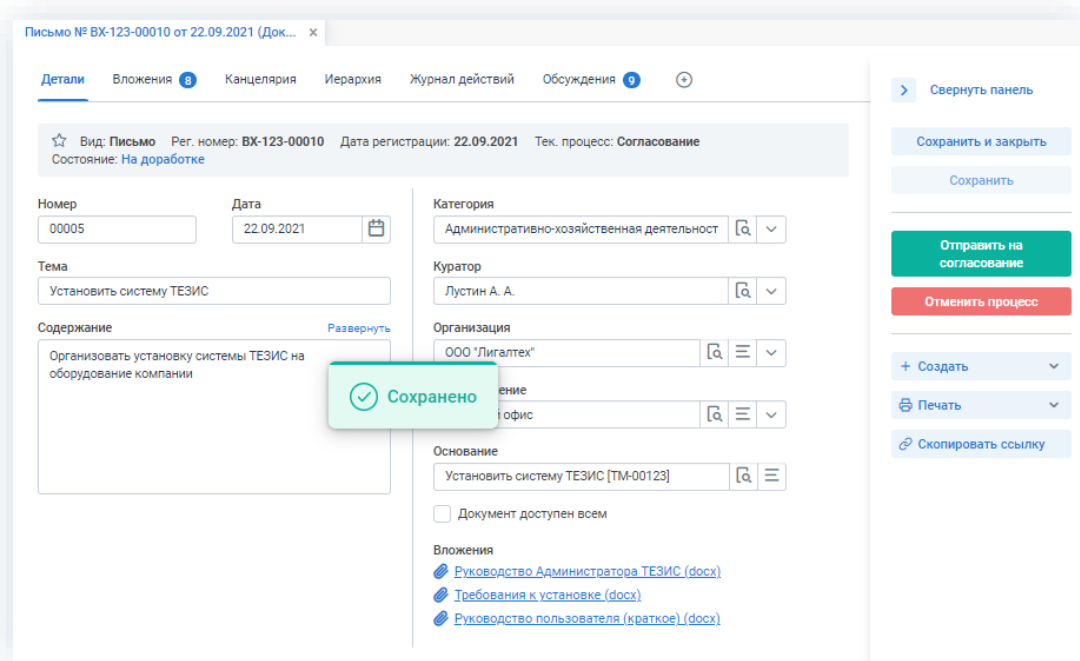 Письмо № ВХ-123-00010 от 22.09.2021 (Док...
Детали Вложения 8 Канцелярия Иерархия Журнал действий Обсуждения 9
Свернуть панель
Вид: Письмо Рег. номер: ВХ-123-00010 Дата регистрации: 22.09.2021 Тек. процесс: Согласование
Состояние: На доработке
Сохранить и закрыть
Сохранить
Номер
00005
Дата
22.09.2021
Тема
Установить систему ТЕЗИС
Содержание Развернуть
Организовать установку системы ТЕЗИС на
оборудование компании
Сохранено
Категория
Административно-хозяйственная деятельност
Куратор
Лустин А. А.
Организация
ООО "Лигалтех"
офис
Основание
Установить систему ТЕЗИС [ТМ-00123]
Документ доступен всем
Вложения
Руководство Администратора ТЕЗИС (docx)
Требования к установке (docx)
Руководство пользователя (краткое) (docx)
Отправить на
согласование
Отменить процесс
+ Создать
Печать
Скопировать ссылку